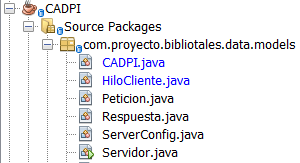 CADPI
Source Packages
com.proyecto.bibliotales.data.models
CADPI.java
HiloCliente.java
Peticion.java
Respuesta.java
ServerConfig.java
Servidor.java